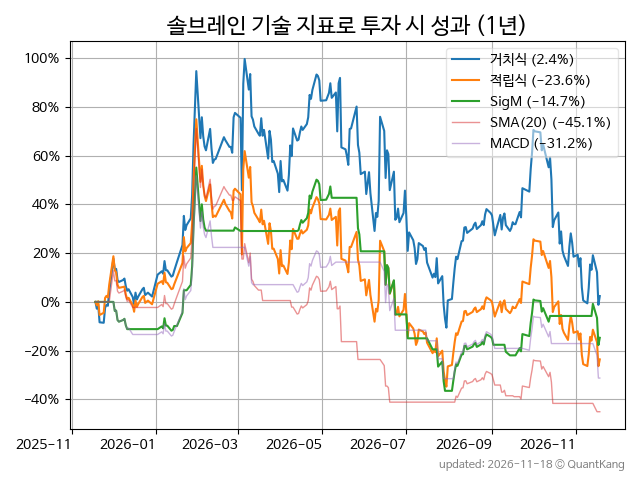 솔브레인 기술 지표로 투자 시 성과 (1년)
거치식 (2.4%)
적립식 (−23.6%)
SigM (−14.7%)
SMA(20) (−45.1%)
MACD (−31.2%)
100%
80%
60%
40%
20%
0%
−20%
−40%
2025-11 2026-01 2026-03 2026-05 2026-07 2026-09 2026-11
updated: 2026-11-18 © QuantKang